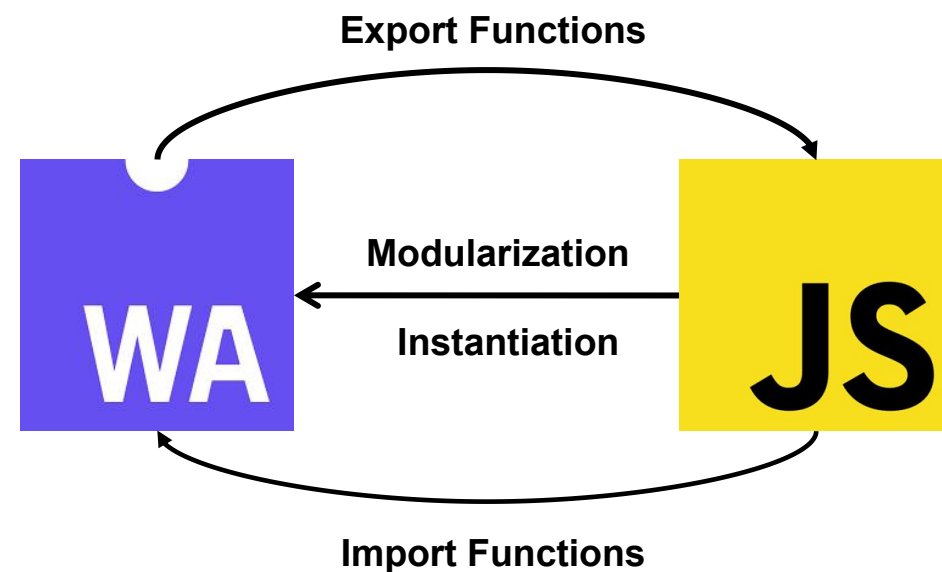 Export Functions
Modularization
Instantiation
WA
JS
Import Functions